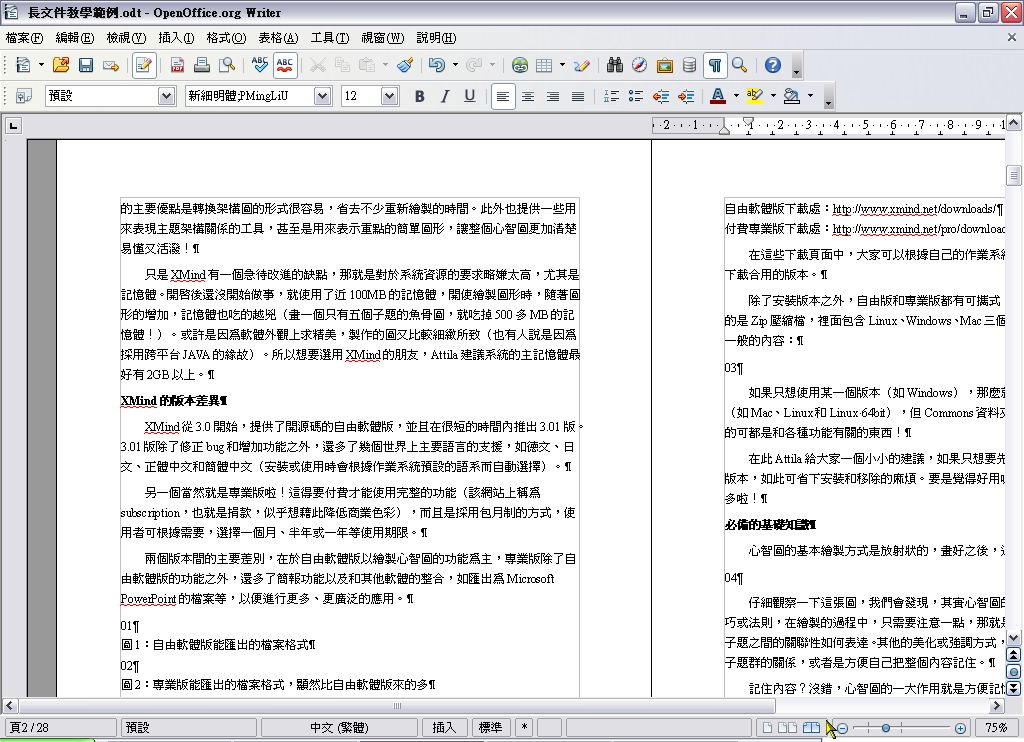 長文件教學範例.odt - OpenOffice.org Writer
檔案(F) 編輯(E) 檢視(V) 插入(I) 格式(O) 表格(A) 工具(T) 視窗(W) 說明(H)
預設 新細明體;PMingLiU 12 B I U
2 1 1 2 3 4 5 6 7 8 9
的主要優點是轉換架構圖的形式很容易，省去不少重新繪製的時間。此外也提供一些用
來表現主題架構關係的工具，甚至是用來表示重點的簡單圖形，讓整個心智圖更加清楚
易懂又活潑！¶
只是 XMind 有一個急待改進的缺點，那就是對於系統資源的要求略嫌太高，尤其是
記憶體。開啓後還沒開始做事，就使用了近 100MB 的記憶體，開使繪製圖形時，隨著圖
形的增加，記憶體也吃的越兇（畫一個只有五個子題的魚骨圖，就吃掉 500 多 MB 的記
憶體！）。或許是因爲軟體外觀上求精美，製作的圖又比較細緻所致（也有人說是因爲
採用跨平台 JAVA 的緣故）。所以想要選用 XMind 的朋友，Attila 建議系統的主記憶體最
好有 2GB 以上。¶
XMind 的版本差異¶
XMind 從 3.0 開始，提供了開源碼的自由軟體版，並且在很短的時間內推出 3.01 版。
3.01 版除了修正 bug 和增加功能之外，還多了幾個世界上主要語言的支援，如德文、日
文、正體中文和簡體中文（安裝或使用時會根據作業系統預設的語系而自動選擇）。¶
另一個當然就是專業版啦！這得要付費才能使用完整的功能（該網站上稱爲
subscription，也就是捐款，似乎想藉此降低商業色彩），而且是採用包月制的方式，使
用者可根據需要，選擇一個月、半年或一年等使用期限。¶
兩個版本間的主要差別，在於自由軟體版以繪製心智圖的功能爲主，專業版除了自
由軟體版的功能之外，還多了簡報功能以及和其他軟體的整合，如匯出爲 Microsoft
PowerPoint 的檔案等，以便進行更多、更廣泛的應用。¶
01¶
圖 1：自由軟體版能匯出的檔案格式¶
02¶
圖 2：專業版能匯出的檔案格式，顯然比自由軟體版來的多¶
自由軟體版下載處：http://www.xmind.net/downloads/¶
付費專業版下載處：http://www.xmind.net/pro/downloa
在這些下載頁面中，大家可以根據自己的作業系
下載合用的版本。¶
除了安裝版本之外，自由版和專業版都有可攜式
的是 Zip 壓縮檔，裡面包含 Linux、Windows、Mac 三個
一般的內容：¶
03¶
如果只想使用某一個版本（如 Windows），那麼
（如 Mac、Linux 和 Linux-64bit），但 Commons 資料
的可都是和各種功能有關的東西！¶
在此 Attila 給大家一個小小的建議，如果只想要先
版本，如此可省下安裝和移除的麻煩。要是覺得好用
多啦！¶
必備的基礎知識¶
心智圖的基本繪製方式是放射狀的，畫好之後，
04¶
仔細觀察一下這張圖，我們會發現，其實心智圖的
巧或法則，在繪製的過程中，只需要注意一點，那就
子題之間的關聯性如何表達。其他的美化或強調方式，
子題群的關係，或者是方便自己把整個內容記住。¶
記住內容？沒錯，心智圖的一大作用就是方便記
頁2 / 28 預設 中文 (繁體) 插入 標準 * 75%